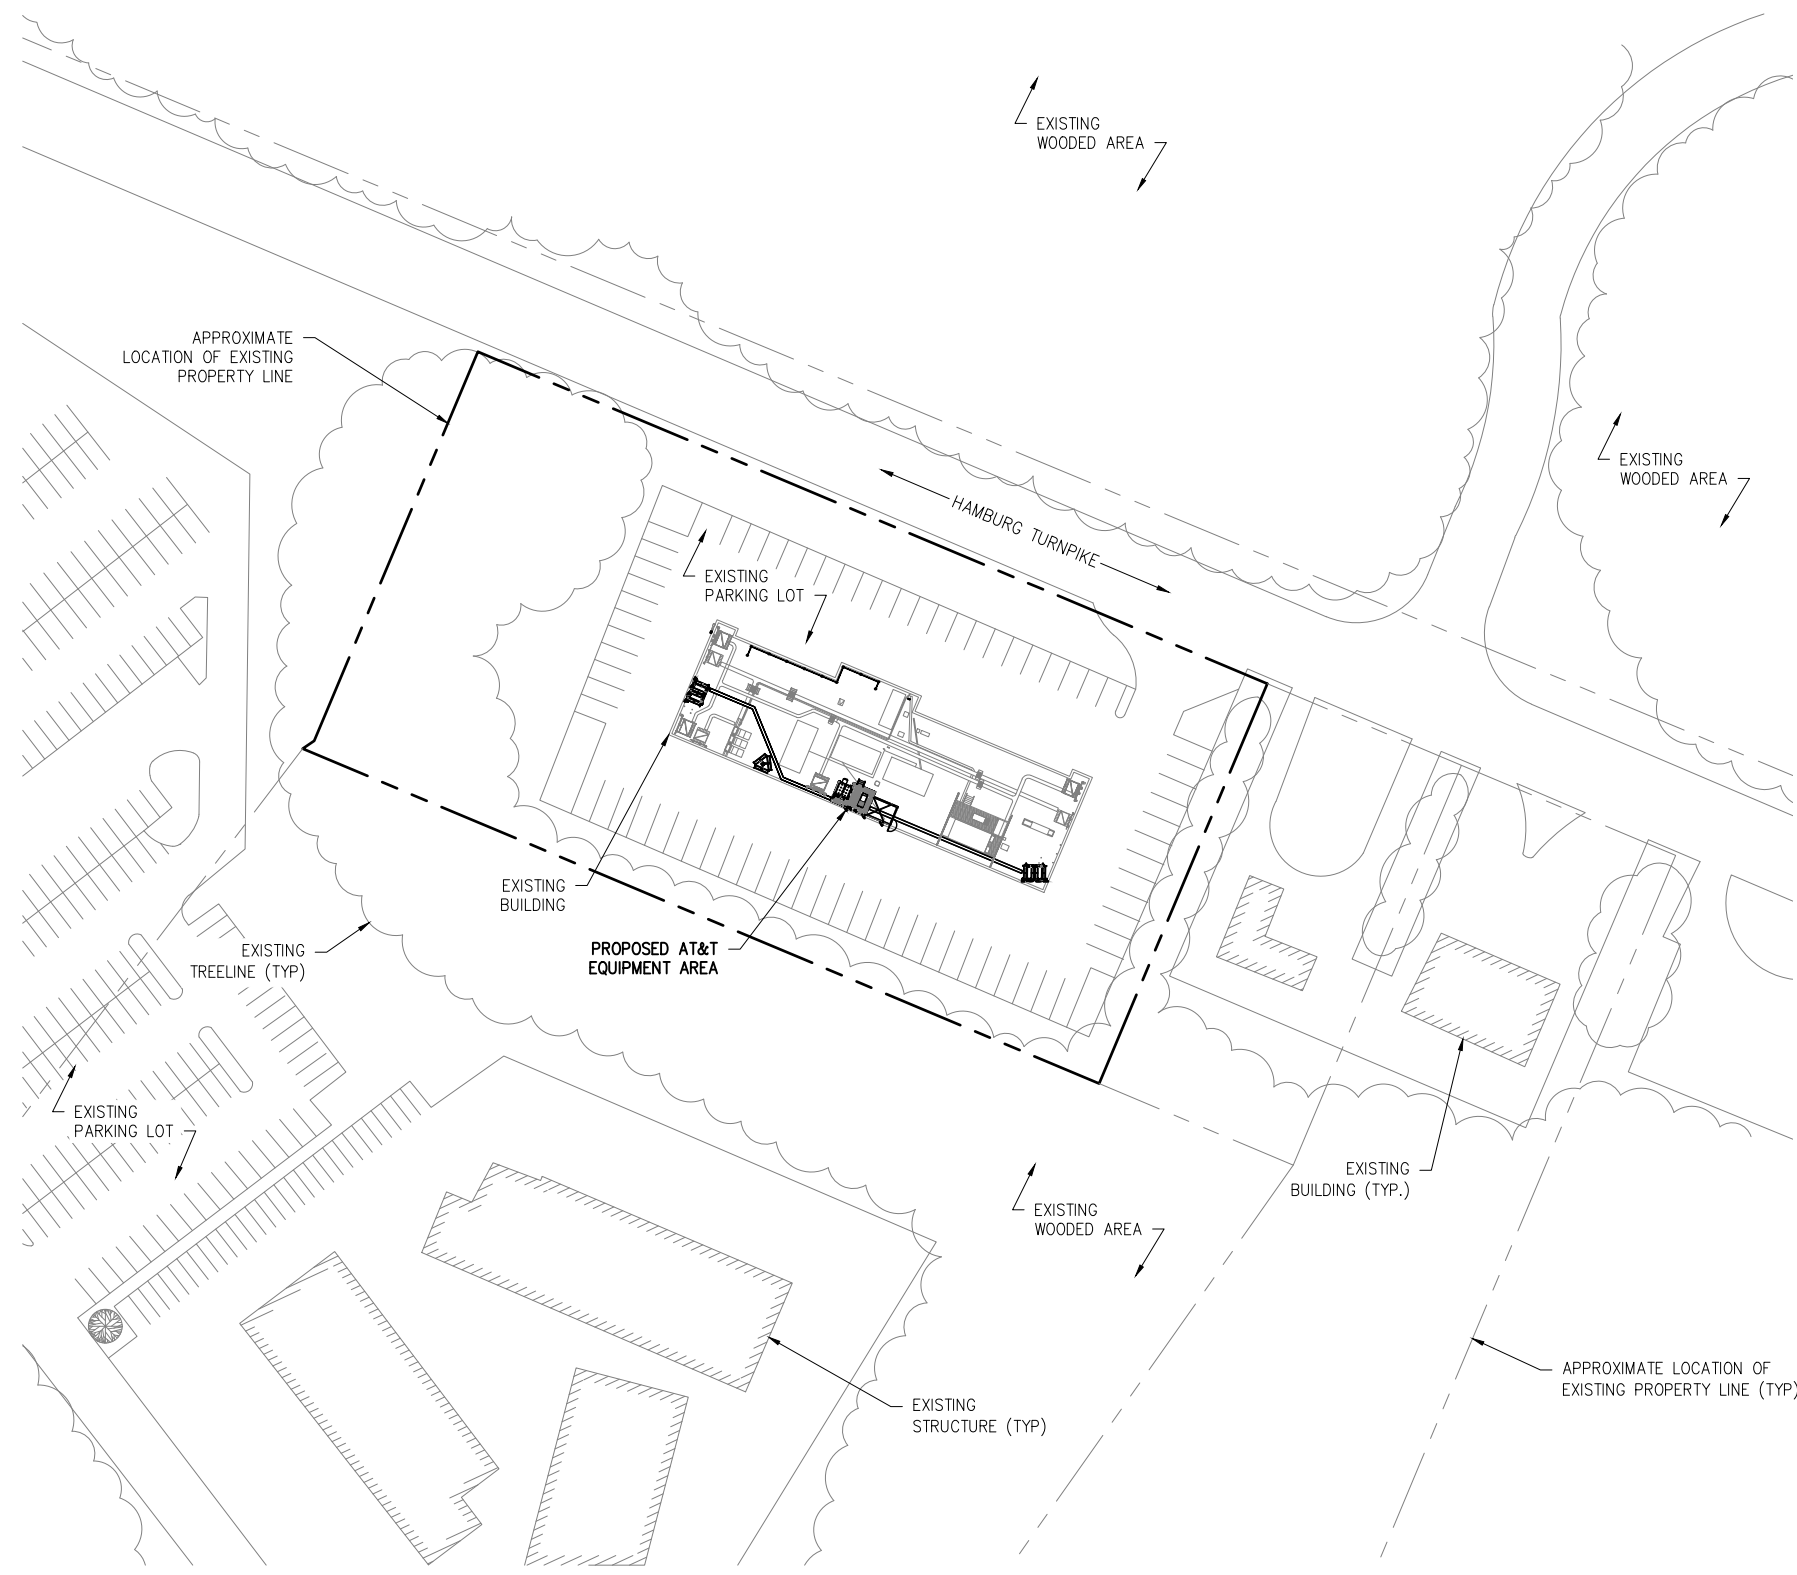 EXISTING
WOODED AREA
APPROXIMATE
LOCATION OF EXISTING
PROPERTY LINE
EXISTING
WOODED AREA
HAMBURG TURNPIKE
EXISTING
PARKING LOT
EXISTING
BUILDING
PROPOSED AT&T
EQUIPMENT AREA
EXISTING
TREELINE (TYP)
EXISTING
PARKING LOT
EXISTING
BUILDING (TYP.)
EXISTING
WOODED AREA
APPROXIMATE LOCATION OF
EXISTING PROPERTY LINE (TYP)
EXISTING
STRUCTURE (TYP)